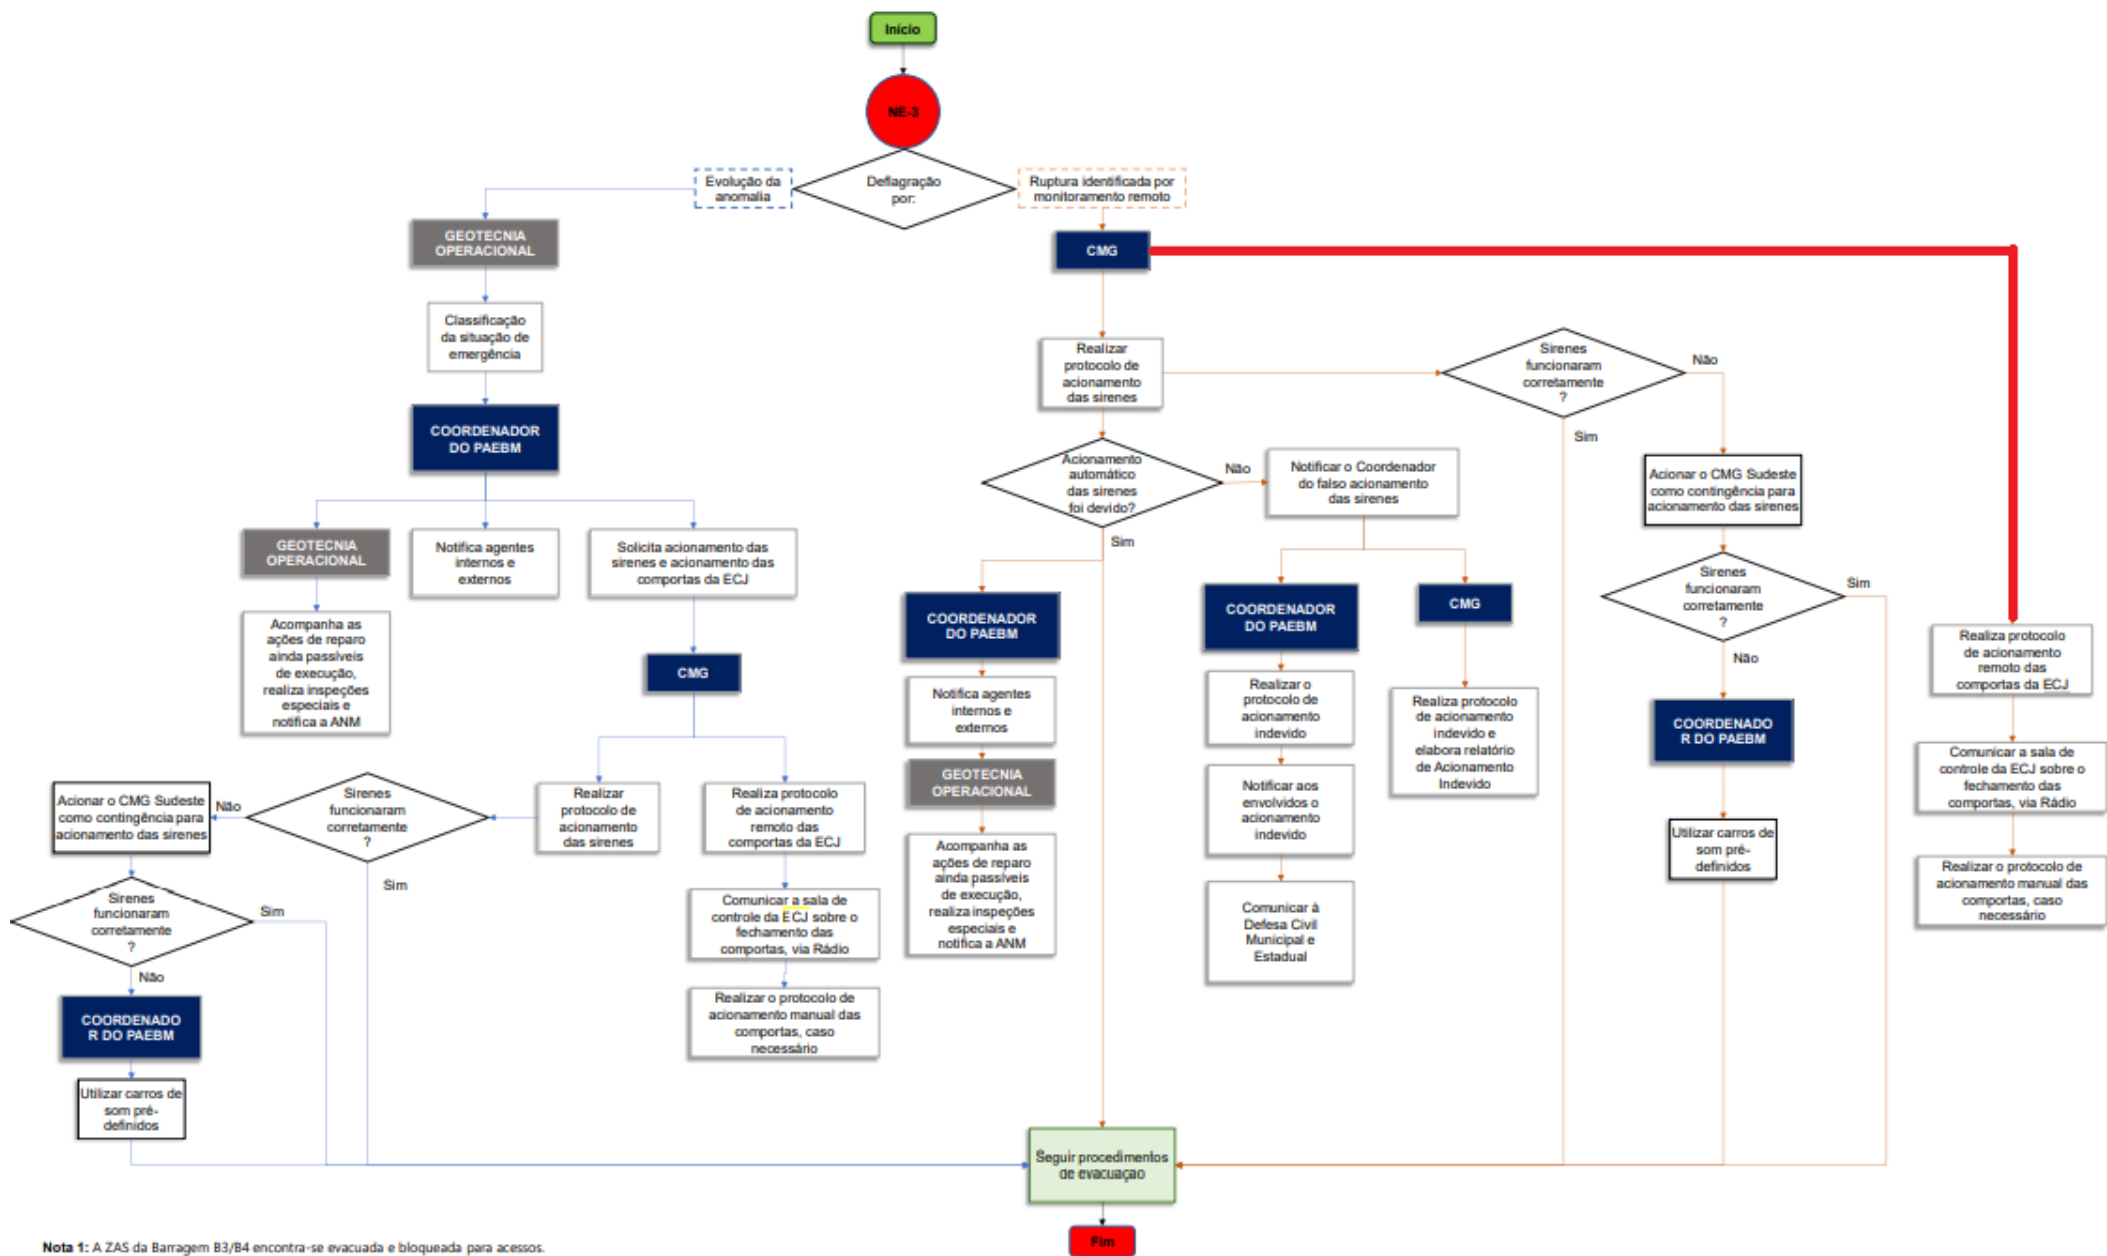 Início
NE-3
Deflagração
por:
Evolução da
anomalia
Ruptura identificada por
monitoramento remoto
GEOTECNIA
OPERACIONAL
CMG
Classificação
da situação de
emergência
Realizar
protocolo de
acionamento
das sirenes
Sirenes
funcionaram
corretamente
?
Não
Sim
COORDENADOR
DO PAEBM
Acionamento
automático
das sirenes
foi devido?
Não
Sim
Notificar o Coordenador
do falso acionamento
das sirenes
Acionar o CMG Sudeste
como contingência para
acionamento das sirenes
GEOTECNIA
OPERACIONAL
Notifica agentes
internos e
externos
Solicita acionamento das
sirenes e acionamento das
comportas da ECJ
Sirenes
funcionaram
corretamente
?
Sim
Não
Acompanha as
ações de reparo
ainda passíveis
de execução,
realiza inspeções
especiais e
notifica a ANM
CMG
COORDENADOR
DO PAEBM
COORDENADOR
DO PAEBM
CMG
Realiza protocolo
de acionamento
remoto das
comportas da ECJ
Notifica agentes
internos e
externos
Realizar o
protocolo de
acionamento
indevido
Realiza protocolo
de acionamento
indevido e
elabora relatório
de Acionamento
Indevido
COORDENADO
R DO PAEBM
Comunicar a sala de
controle da ECJ sobre o
fechamento das
comportas, via Rádio
GEOTECNIA
OPERACIONAL
Notificar aos
envolvidos o
acionamento
indevido
Utilizar carros de
som pré-
definidos
Realizar o protocolo de
acionamento manual das
comportas, caso
necessário
Acionar o CMG Sudeste
como contingência para
acionamento das sirenes
Não
Sirenes
funcionaram
corretamente
?
Sim
Realizar
protocolo de
acionamento
das sirenes
Realiza protocolo
de acionamento
remoto das
comportas da ECJ
Acompanha as
ações de reparo
ainda passíveis
de execução,
realiza inspeções
especiais e
notifica a ANM
Comunicar à
Defesa Civil
Municipal e
Estadual
Sirenes
funcionaram
corretamente
?
Sim
Não
Comunicar a sala de
controle da ECJ sobre o
fechamento das
comportas, via Rádio
COORDENADO
R DO PAEBM
Realizar o protocolo de
acionamento manual das
comportas, caso
necessário
Utilizar carros de
som pré-
definidos
Seguir procedimentos
de evacuação
Fim
Nota 1: A ZAS da Barragem B3/B4 encontra-se evacuada e bloqueada para acessos.